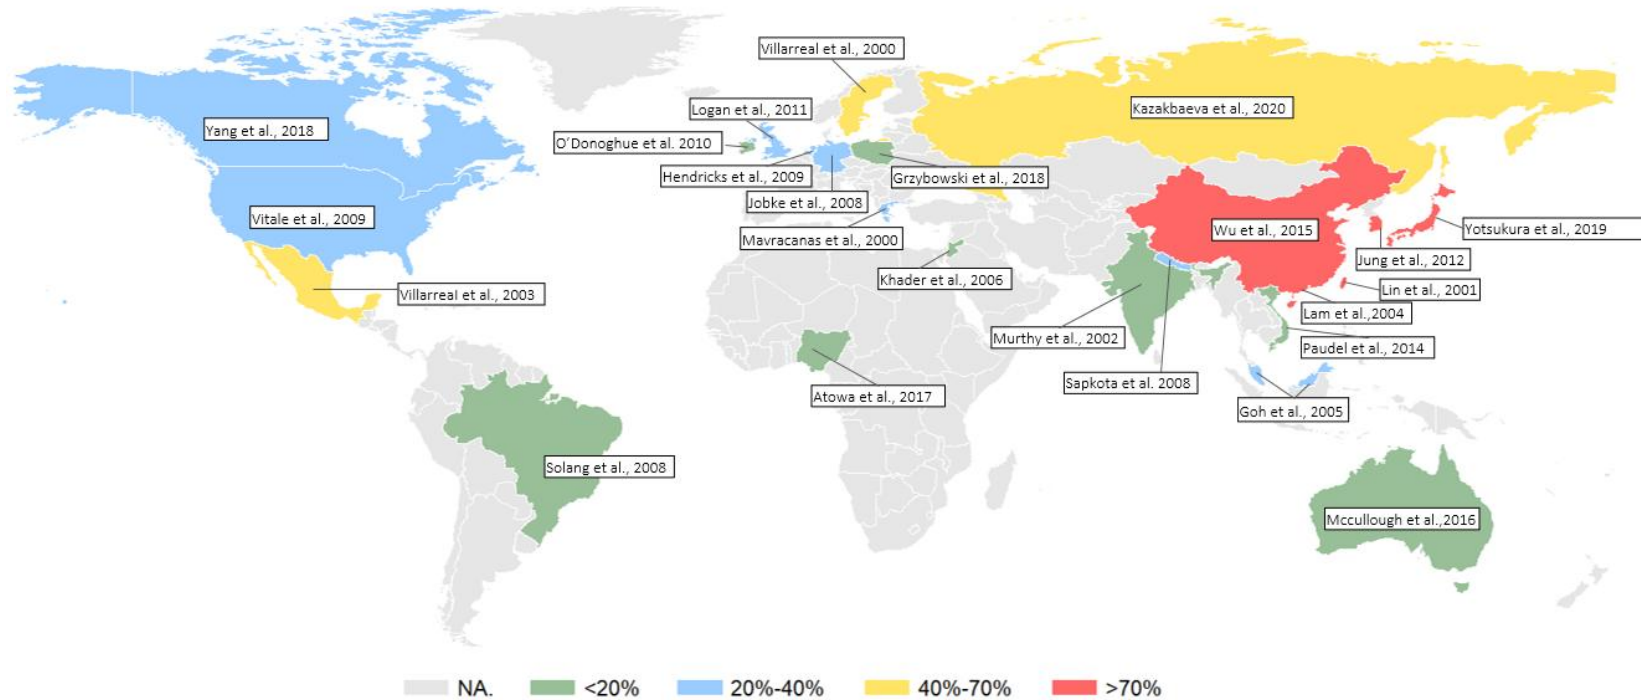 Villarreal et al., 2000
Logan et al., 2011
Kazakbaeva et al., 2020
Yang et al., 2018
O'Donoghue et al. 2010
Hendricks et al., 2009
Grzybowski et al., 2018
Jobke et al., 2008
Vitale et al., 2009
Mavracanas et al., 2000
Wu et al., 2015
Yotsukura et al., 2019
Jung et al., 2012
Khader et al., 2006
Villarreal et al., 2003
Lin et al., 2001
Lam et al.,2004
Murthy et al., 2002
Paudel et al., 2014
Sapkota et al. 2008
Atowa et al., 2017
Goh et al., 2005
Solang et al., 2008
Mccullough et al.,2016
NA. <20% 20%-40% 40%-70% >70%